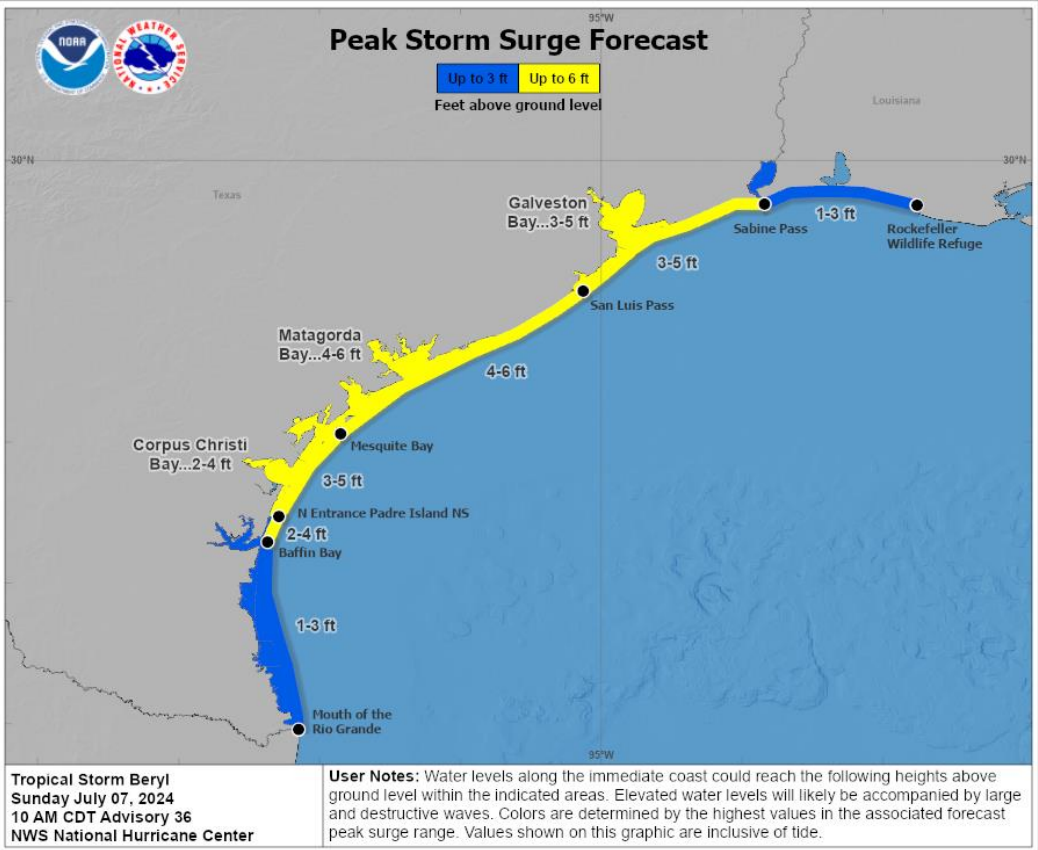 95°W
Peak Storm Surge Forecast
NOAA
NATIONAL WEATHER SERVICE
Up to 3 ft Up to 6 ft
Feet above ground level
Louisiana
30°N
30°N
Texas
Galveston
Bay...3-5 ft
Sabine Pass
1-3 ft
Rockefeller
Wildlife Refuge
3-5 ft
San Luis Pass
Matagorda
Bay...4-6 ft
4-6 ft
Corpus Christi
Bay...2-4 ft
Mesquite Bay
3-5 ft
N Entrance Padre Island NS
2-4 ft
Baffin Bay
1-3 ft
Mouth of the
Rio Grande
95°W
Tropical Storm Beryl
Sunday July 07, 2024
10 AM CDT Advisory 36
NWS National Hurricane Center
User Notes: Water levels along the immediate coast could reach the following heights above
ground level within the indicated areas. Elevated water levels will likely be accompanied by large
and destructive waves. Colors are determined by the highest values in the associated forecast
peak surge range. Values shown on this graphic are inclusive of tide.